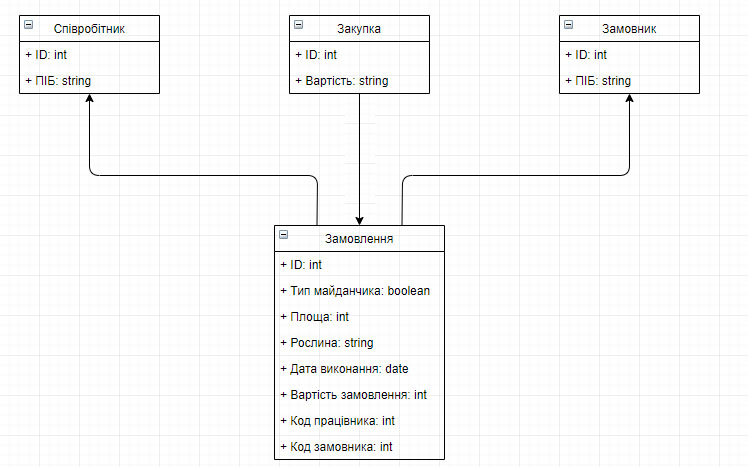 Співробітник
+ ID: int
+ ПІБ: string
Закупка
+ ID: int
+ Вартість: string
Замовник
+ ID: int
+ ПІБ: string
Замовлення
+ ID: int
+ Тип майданчика: boolean
+ Площа: int
+ Рослина: string
+ Дата виконання: date
+ Вартість замовлення: int
+ Код працівника: int
+ Код замовника: int